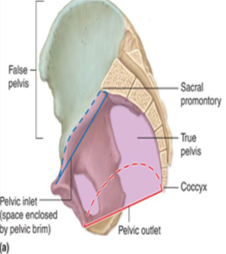 False
pelvis
Sacral
promontory
True
pelvis
Coccyx
Pelvic inlet
(space enclosed
by pelvic brim)
Pelvic outlet
(a)